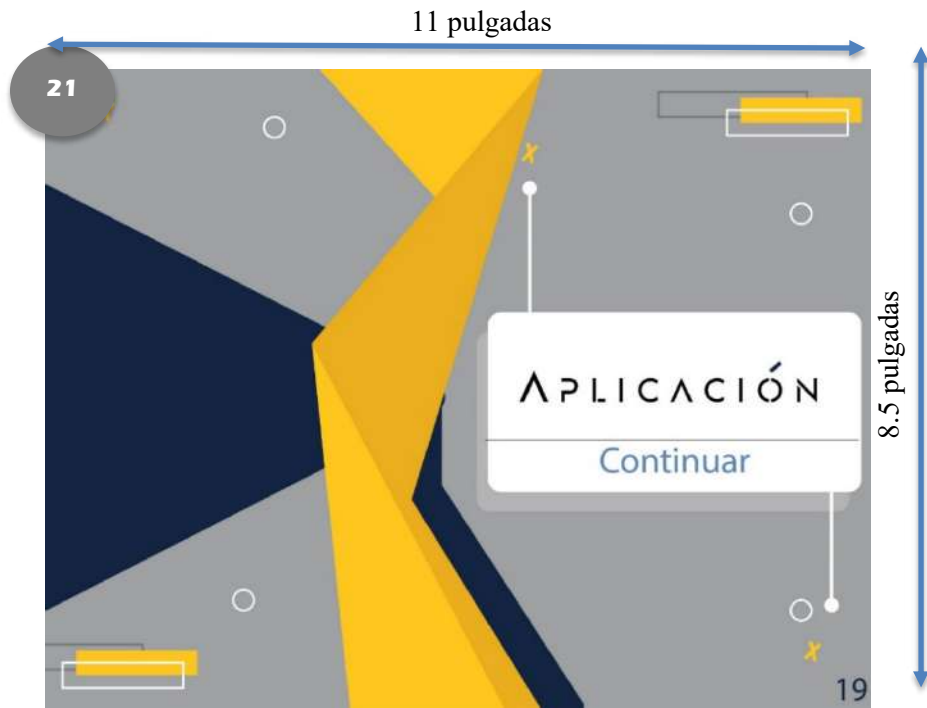 11 pulgadas
21
8.5 pulgadas
APLICACIÓN
Continuar
19